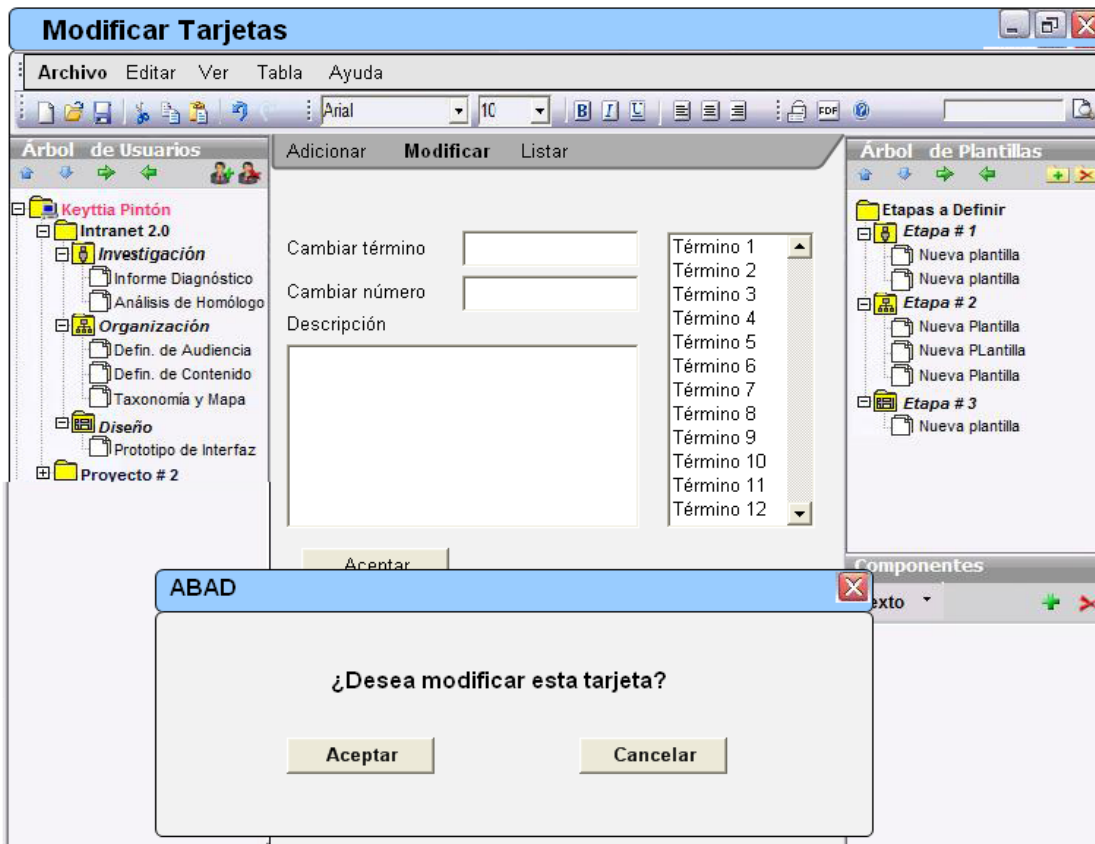 Modificar Tarjetas
Archivo Editar Ver Tabla Ayuda
Arial 10 B I U PDF
Árbol de Usuarios
Keyttia Pintón
Intranet 2.0
Investigación
Informe Diagnóstico
Análisis de Homólogo
Organización
Defin. de Audiencia
Defin. de Contenido
Taxonomía y Mapa
Diseño
Prototipo de Interfaz
Proyecto # 2
Adicionar Modificar Listar
Cambiar término
Cambiar número
Descripción
Término 1
Término 2
Término 3
Término 4
Término 5
Término 6
Término 7
Término 8
Término 9
Término 10
Término 11
Término 12
Aceptar
Árbol de Plantillas
Etapas a Definir
Etapa # 1
Nueva plantilla
Nueva plantilla
Etapa # 2
Nueva Plantilla
Nueva PLantilla
Nueva Plantilla
Etapa # 3
Nueva plantilla
Componentes
exto
ABAD
¿Desea modificar esta tarjeta?
Aceptar Cancelar